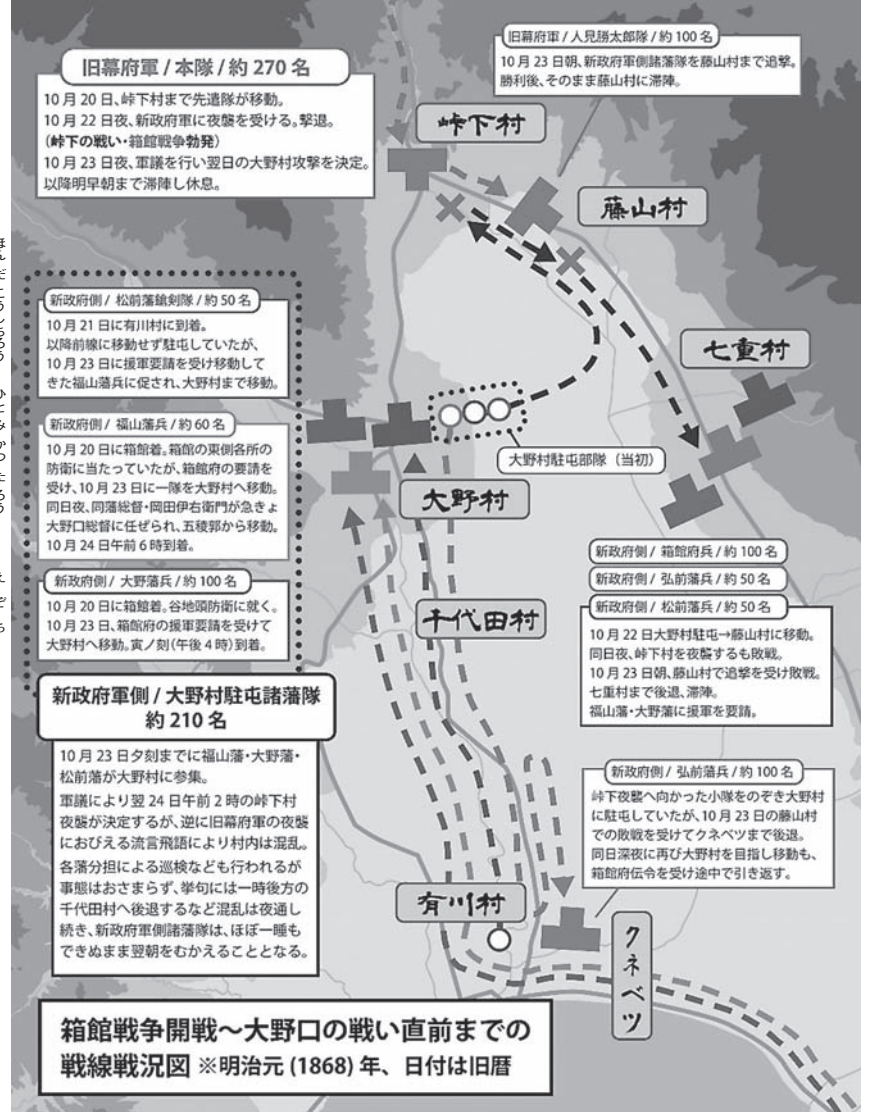 旧幕府軍 / 本隊 / 約 270 名
10 月 20 日、峠下村まで先遣隊が移動。
10 月 22 日夜、新政府軍に夜襲を受ける。撃退。
(峠下の戦い・箱館戦争勃発)
10 月 23 日夜、軍議を行い翌日の大野村攻撃を決定。
以降明早朝まで滞陣し休息。
旧幕府軍 / 人見勝太郎隊 / 約 100 名
10 月 23 日朝、新政府軍側諸藩隊を藤山村まで追撃。
勝利後、そのまま藤山村に滞陣。
峠下村
藤山村
七重村
新政府側 / 松前藩鎗剣隊 / 約 50 名
10 月 21 日に有川村に到着。
以降前線に移動せず駐屯していたが、
10 月 23 日に援軍要請を受け移動して
きた福山藩兵に促され、大野村まで移動。
新政府側 / 福山藩兵 / 約 60 名
10 月 20 日に箱館着。箱館の東側各所の
防衛に当たっていたが、箱館府の要請を
受け、10 月 23 日に一隊を大野村へ移動。
同日夜、同藩総督・岡田伊右衛門が急きょ
大野口総督に任ぜられ、五稜郭から移動。
10 月 24 日午前 6 時到着。
新政府側 / 大野藩兵 / 約 100 名
10 月 20 日に箱館着。谷地頭防衛に就く。
10 月 23 日、箱館府の援軍要請を受けて
大野村へ移動。寅ノ刻(午後 4 時)到着。
大野村駐屯部隊（当初）
大野村
千代田村
新政府軍側 / 大野村駐屯諸藩隊
約 210 名
10 月 23 日夕刻までに福山藩・大野藩・
松前藩が大野村に参集。
軍議により翌 24 日午前 2 時の峠下村
夜襲が決定するが、逆に旧幕府軍の夜襲
におびえる流言飛語により村内は混乱。
各藩分担による巡検なども行われるが
事態はおさまらず、挙句には一時後方の
千代田村へ後退するなど混乱は夜通し
続き、新政府軍側諸藩隊は、ほぼ一睡も
できぬまま翌朝をむかえることとなる。
新政府側 / 箱館府兵 / 約 100 名
新政府側 / 弘前藩兵 / 約 50 名
新政府側 / 松前藩兵 / 約 50 名
10 月 22 日大野村駐屯→藤山村に移動。
同日夜、峠下村を夜襲するも敗戦。
10 月 23 日朝、藤山村で追撃を受け敗戦。
七重村まで後退、滞陣。
福山藩・大野藩に援軍を要請。
新政府側 / 弘前藩兵 / 約 100 名
峠下夜襲へ向かった小隊をのぞき大野村
に駐屯していたが、10 月 23 日の藤山村
での敗戦を受けてクネベツまで後退。
同日深夜に再び大野村を目指し移動も、
箱館府伝令を受け途中で引き返す。
有川村
クネベツ
箱館戦争開戦～大野口の戦い直前までの
戦線戦況図 ※明治元 (1868) 年、日付は旧暦